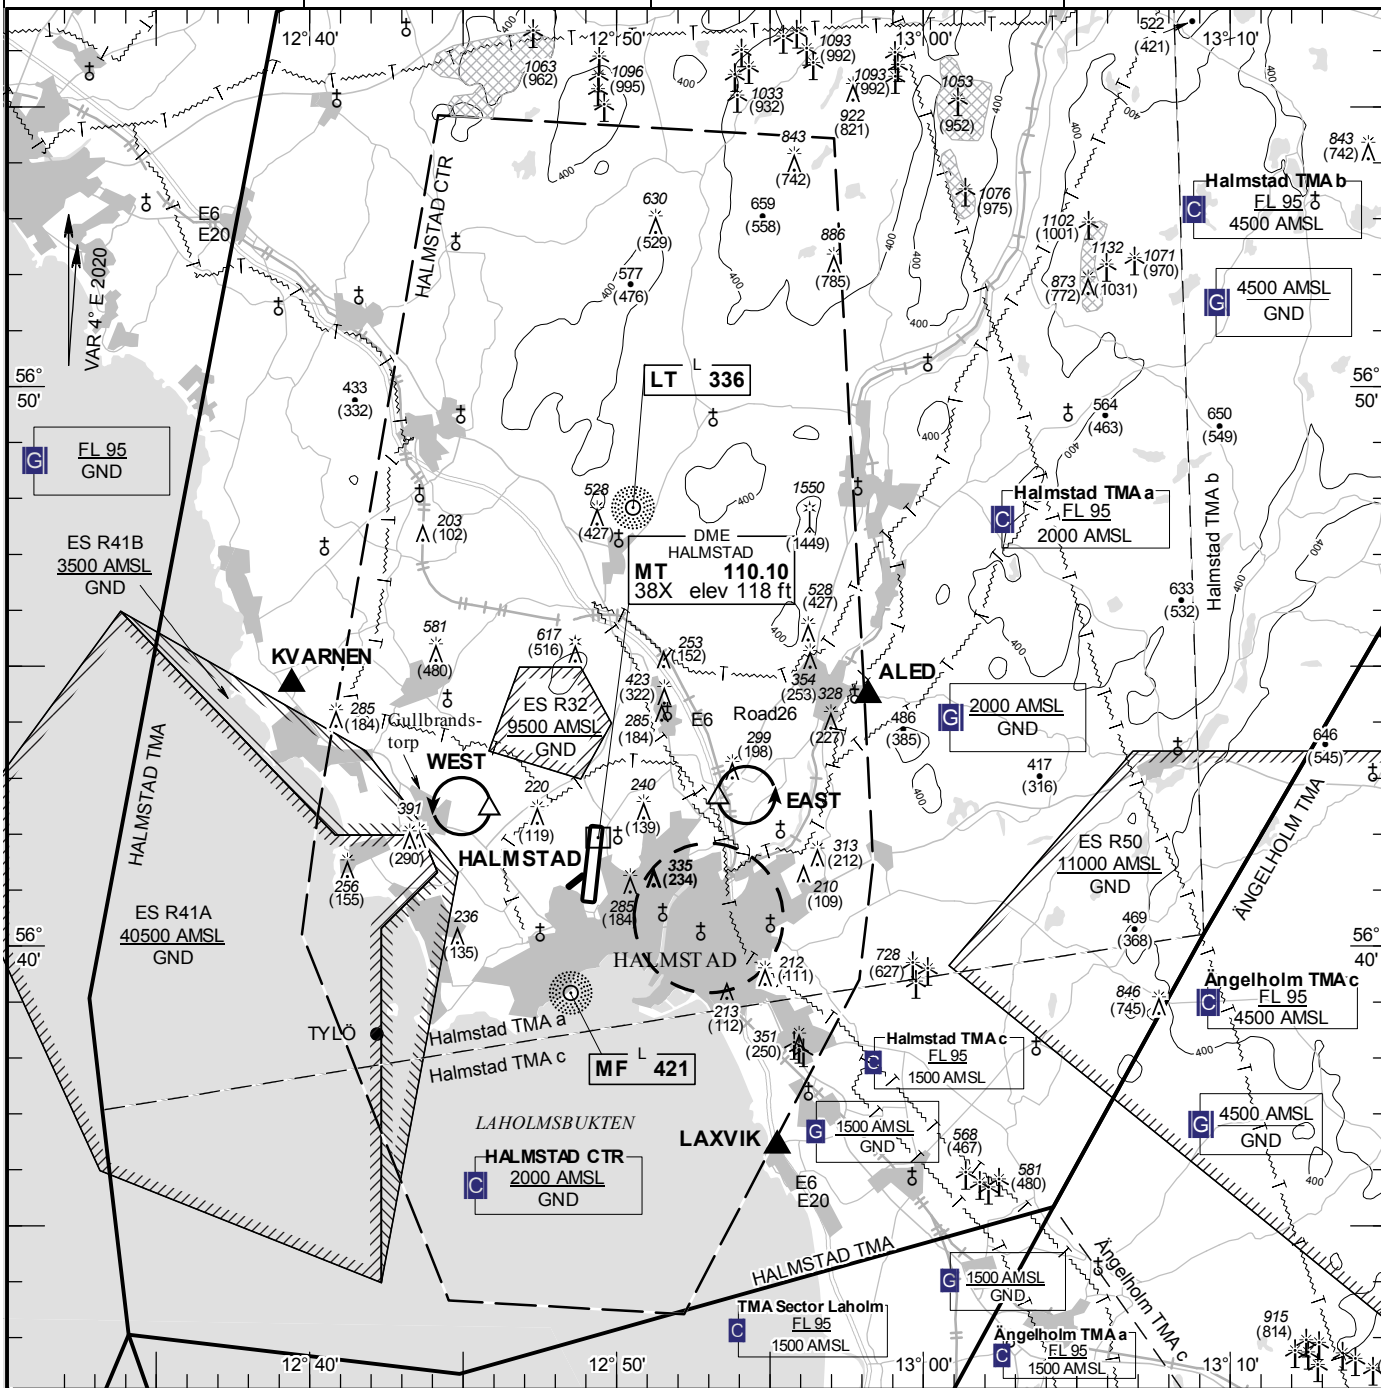 12°40'
12°50'
13°00'
13°10'
400
522
(421)
1063
(962)
1096
(995)
1093
(992)
1033
(932)
1093
(992)
922
(821)
1053
(952)
843
(742)
843
(742)
HALMSTAD CTR
1076
(975)
Halmstad TMA b
C
FL 95
4500 AMSL
E6
E20
630
(529)
659
(558)
886
(785)
577
(476)
1102
(1001)
1132
(1031)
1071
(970)
873
(772)
G
4500 AMSL
GND
VAR 4° E 2020
56°
50'
56°
50'
L
LT 336
433
(332)
564
(463)
650
(549)
G
FL 95
GND
528
(427)
1550
(1449)
Halmstad TMA a
C
FL 95
2000 AMSL
Halmstad TMA b
203
(102)
ES R41B
3500 AMSL
GND
DME
HALMSTAD
MT 110.10
38X elev 118 ft
528
(427)
633
(532)
581
(480)
617
(516)
253
(152)
KVARNEN
ALED
423
(322)
354
(253)
328
(227)
285
(184)
ES R32
9500 AMSL
GND
285
(184)
E6
Road26
486
(385)
G
2000 AMSL
GND
Gullbrands-
torp
646
(545)
299
(198)
WEST
417
(316)
HALMSTAD TMA
391
(290)
220
(119)
240
(139)
EAST
ÄNGELHOLM TMA
HALMSTAD
335
(234)
313
(212)
ES R50
11000 AMSL
GND
256
(155)
285
(184)
210
(109)
ES R41A
40500 AMSL
GND
236
(135)
469
(368)
56°
40'
56°
40'
HALMSTAD
728
(627)
212
(111)
213
(112)
846
(745)
Ängelholm TMA c
C
FL 95
4500 AMSL
TYLÖ
Halmstad TMA a
Halmstad TMA c
351
(250)
Halmstad TMA c
C
FL 95
1500 AMSL
L
MF 421
LAHOLMSBUKTEN
LAXVIK
G
1500 AMSL
GND
G
4500 AMSL
GND
HALMSTAD CTR
C
2000 AMSL
GND
568
(467)
581
(480)
E6
E20
HALMSTAD TMA
G
1500 AMSL
GND
Ängelholm TMA c
TMA Sector Laholm
C
FL 95
1500 AMSL
Ängelholm TMA a
C
FL 95
1500 AMSL
915
(814)
12°40'
12°50'
13°00'
13°10'